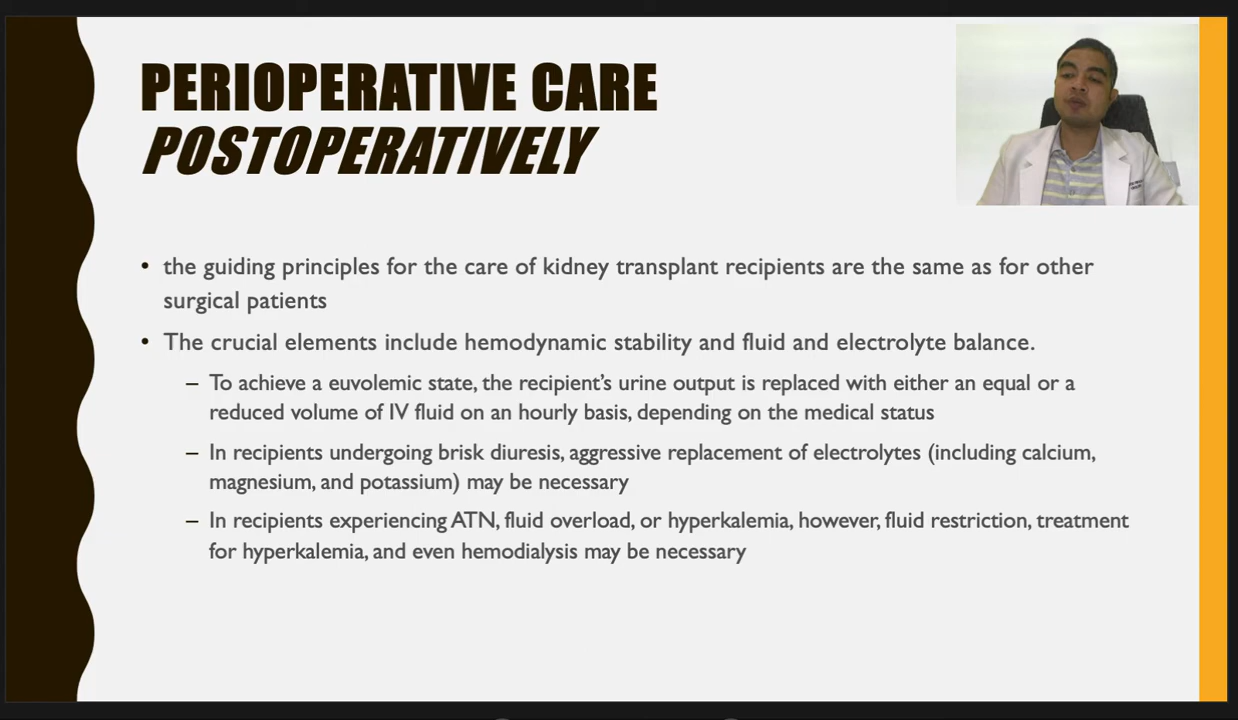 PERIOPERATIVE CARE
POSTOPERATIVELY
• the guiding principles for the care of kidney transplant recipients are the same as for other
surgical patients
• The crucial elements include hemodynamic stability and fluid and electrolyte balance.
– To achieve a euvolemic state, the recipient's urine output is replaced with either an equal or a
reduced volume of IV fluid on an hourly basis, depending on the medical status
– In recipients undergoing brisk diuresis, aggressive replacement of electrolytes (including calcium,
magnesium, and potassium) may be necessary
– In recipients experiencing ATN, fluid overload, or hyperkalemia, however, fluid restriction, treatment
for hyperkalemia, and even hemodialysis may be necessary